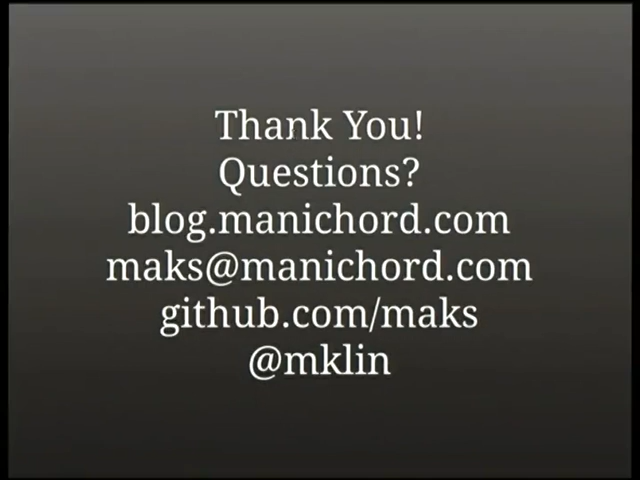 Thank You!
Questions?
blog.manichord.com
maks@manichord.com
github.com/maks
@mklin